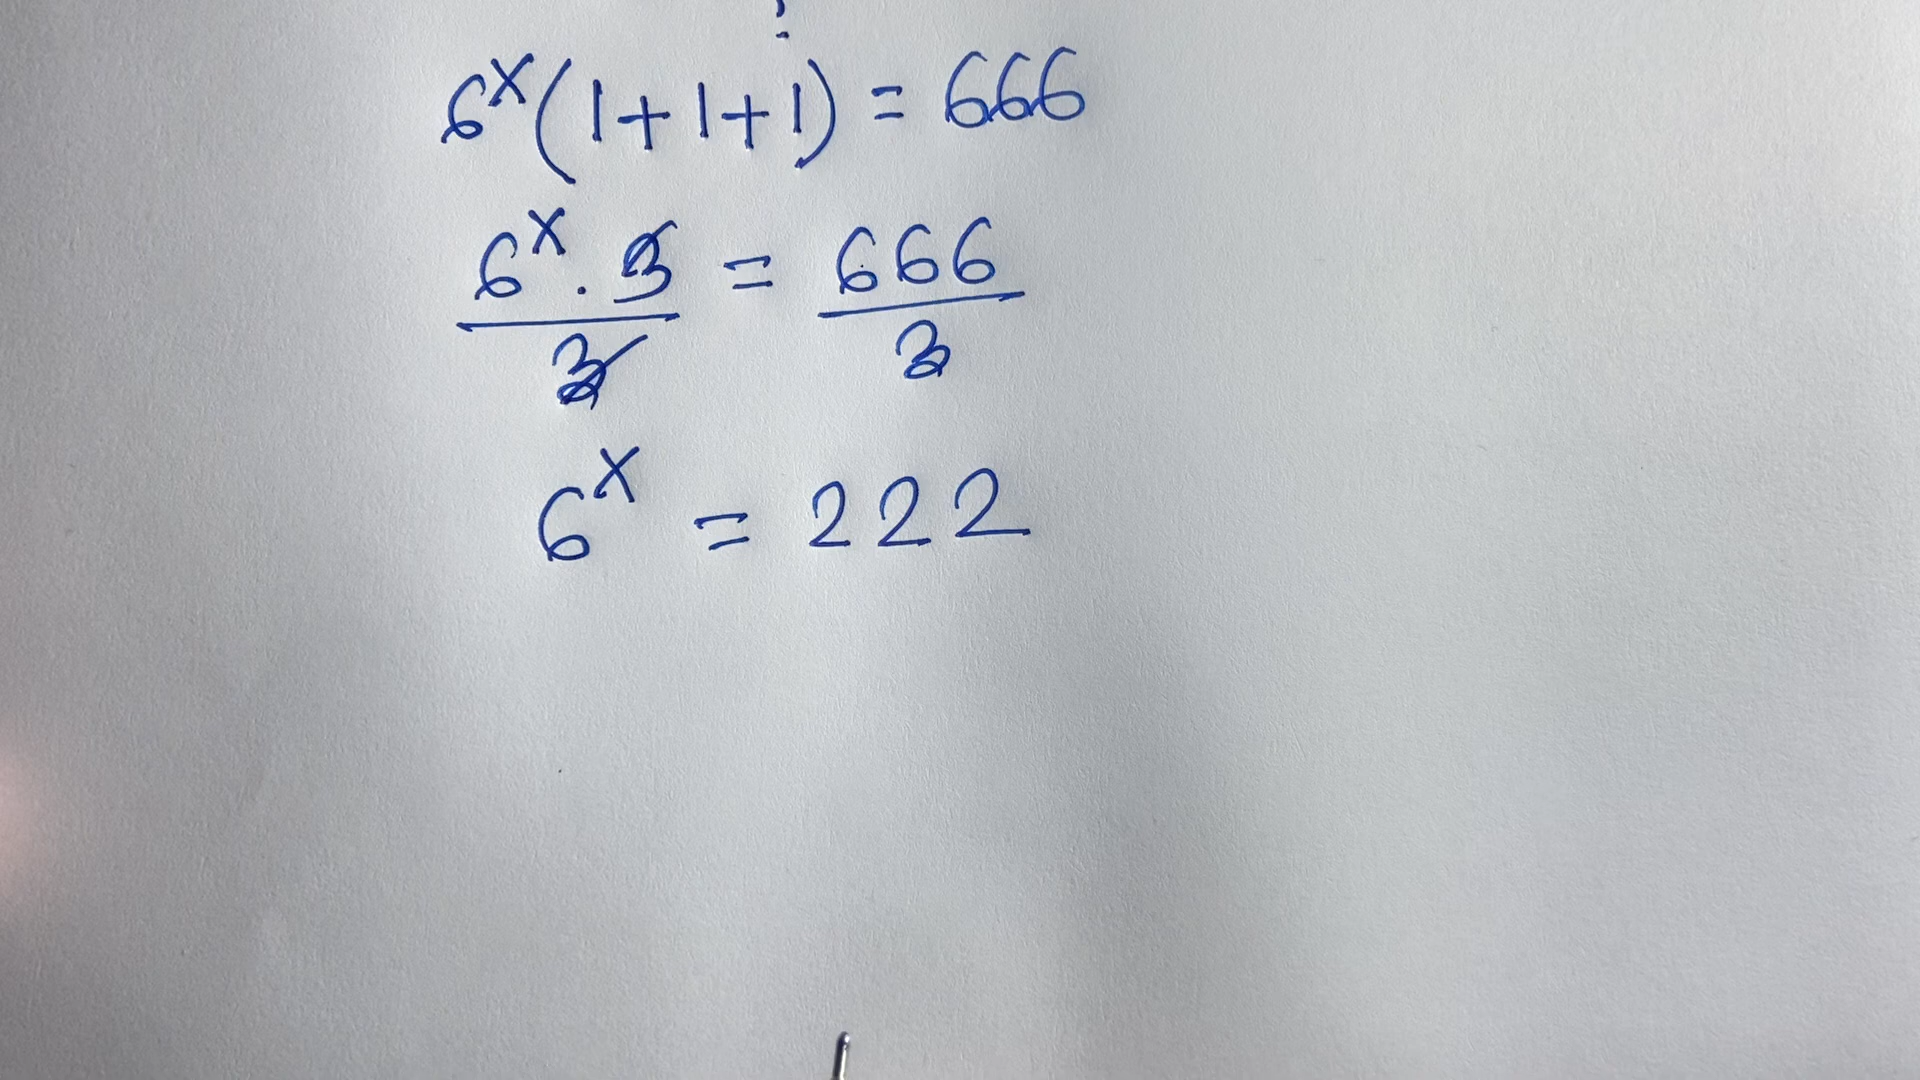 6^x(1+1+1) = 666
6^x . 3 = 666
3 3
6^x = 222